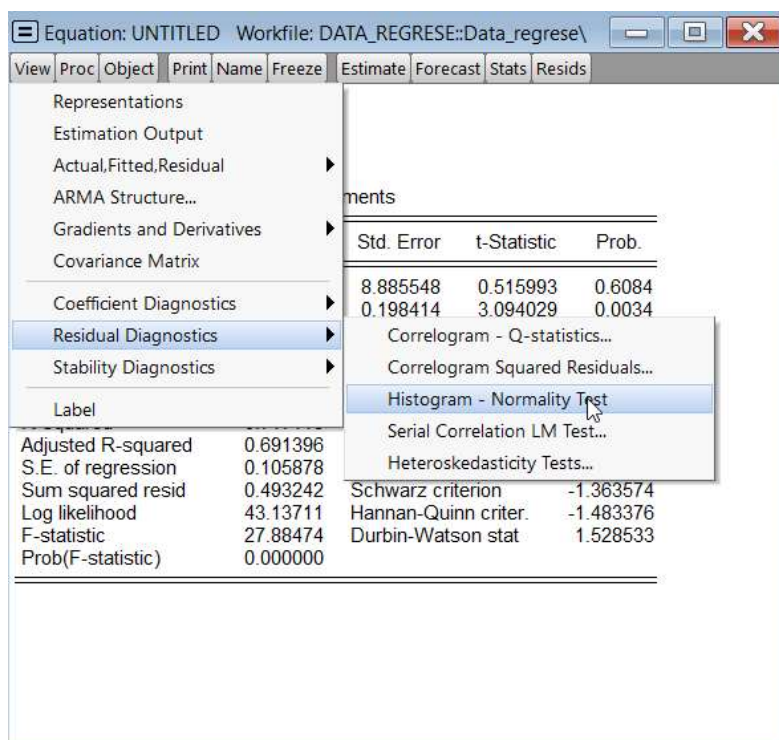 Equation: UNTITLED Workfile: DATA_REGRESE::Data_regrese\
View Proc Object Print Name Freeze Estimate Forecast Stats Resids
Representations
Estimation Output
Actual,Fitted,Residual
ARMA Structure...
Gradients and Derivatives
Covariance Matrix
Coefficient Diagnostics
Residual Diagnostics
Stability Diagnostics
Label
ments
Std. Error t-Statistic Prob.
8.885548 0.515993 0.6084
0.198414 3.094029 0.0034
Correlogram - Q-statistics...
Correlogram Squared Residuals...
Histogram - Normality Test
Serial Correlation LM Test...
Heteroskedasticity Tests...
Adjusted R-squared 0.691396
S.E. of regression 0.105878
Sum squared resid 0.493242 Schwarz criterion -1.363574
Log likelihood 43.13711 Hannan-Quinn criter. -1.483376
F-statistic 27.88474 Durbin-Watson stat 1.528533
Prob(F-statistic) 0.000000